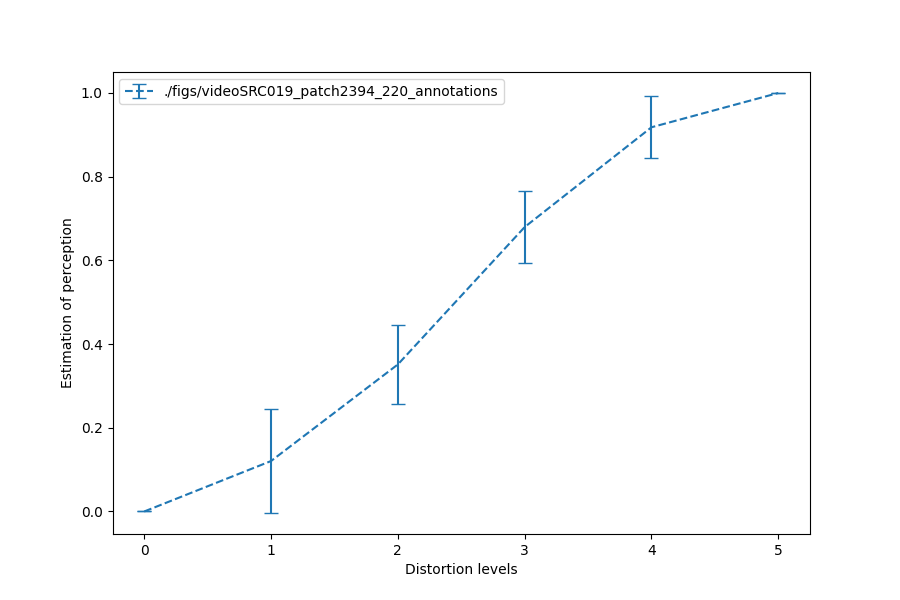 ./figs/videoSRC019_patch2394_220_annotations
1.0
0.8
0.6
0.4
0.2
0.0
Estimation of perception
0 1 2 3 4 5
Distortion levels